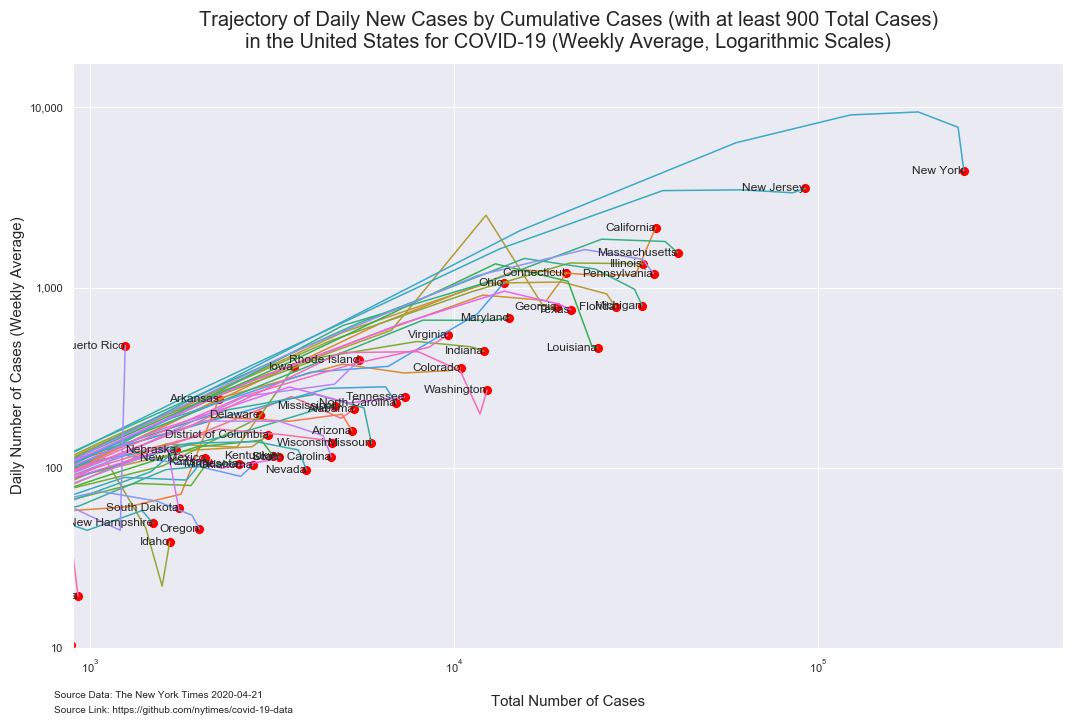 Trajectory of Daily New Cases by Cumulative Cases (with at least 900 Total Cases)
in the United States for COVID-19 (Weekly Average, Logarithmic Scales)
Daily Number of Cases (Weekly Average)
10,000
1,000
100
10
New York
New Jersey
California
Massachusetts
Illinois
Connecticut
Pennsylvania
Ohio
Georgia
Texas
Florida
Michigan
Maryland
Virginia
Louisiana
uerto Rico
Indiana
Rhode Island
Iowa
Colorado
Washington
Arkansas
Tennessee
North Carolina
Mississippi
Alabama
Delaware
Arizona
District of Columbia
Wisconsin
Missouri
Nebraska
New Mexico
Kentucky
Carolina
Oklahoma
Nevada
South Dakota
New Hampshire
Oregon
Idaho
10³
10⁴
10⁵
Total Number of Cases
Source Data: The New York Times 2020-04-21
Source Link: https://github.com/nytimes/covid-19-data